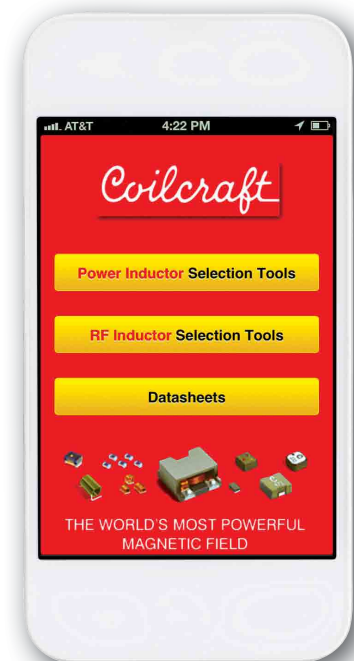 AT&T 4:22 PM
Coilcraft
Power Inductor Selection Tools
RF Inductor Selection Tools
Datasheets
THE WORLD'S MOST POWERFUL
MAGNETIC FIELD